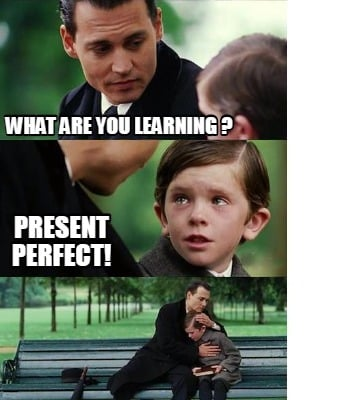 WHAT ARE YOU LEARNING ?
PRESENT
PERFECT!